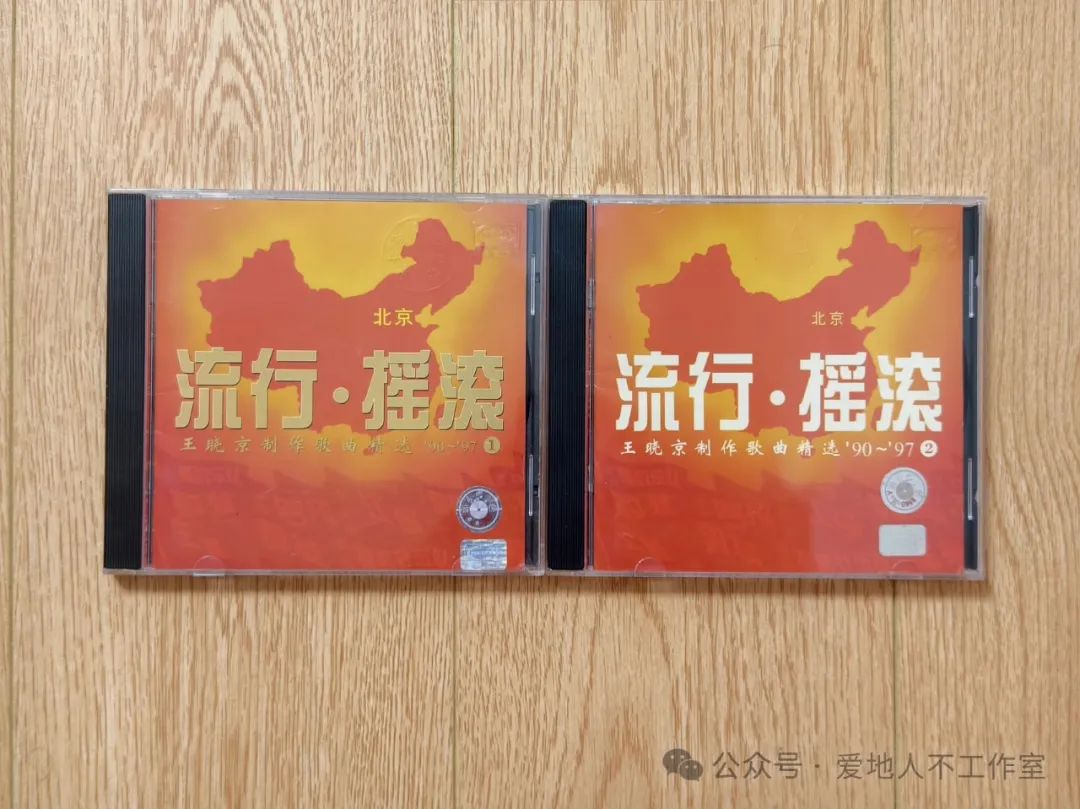 北京
流行·摇滚
王晓京制作歌曲精选'90~'97 1
北京
流行·摇滚
王晓京制作歌曲精选'90~'97 2
公众号·爱地人不工作室